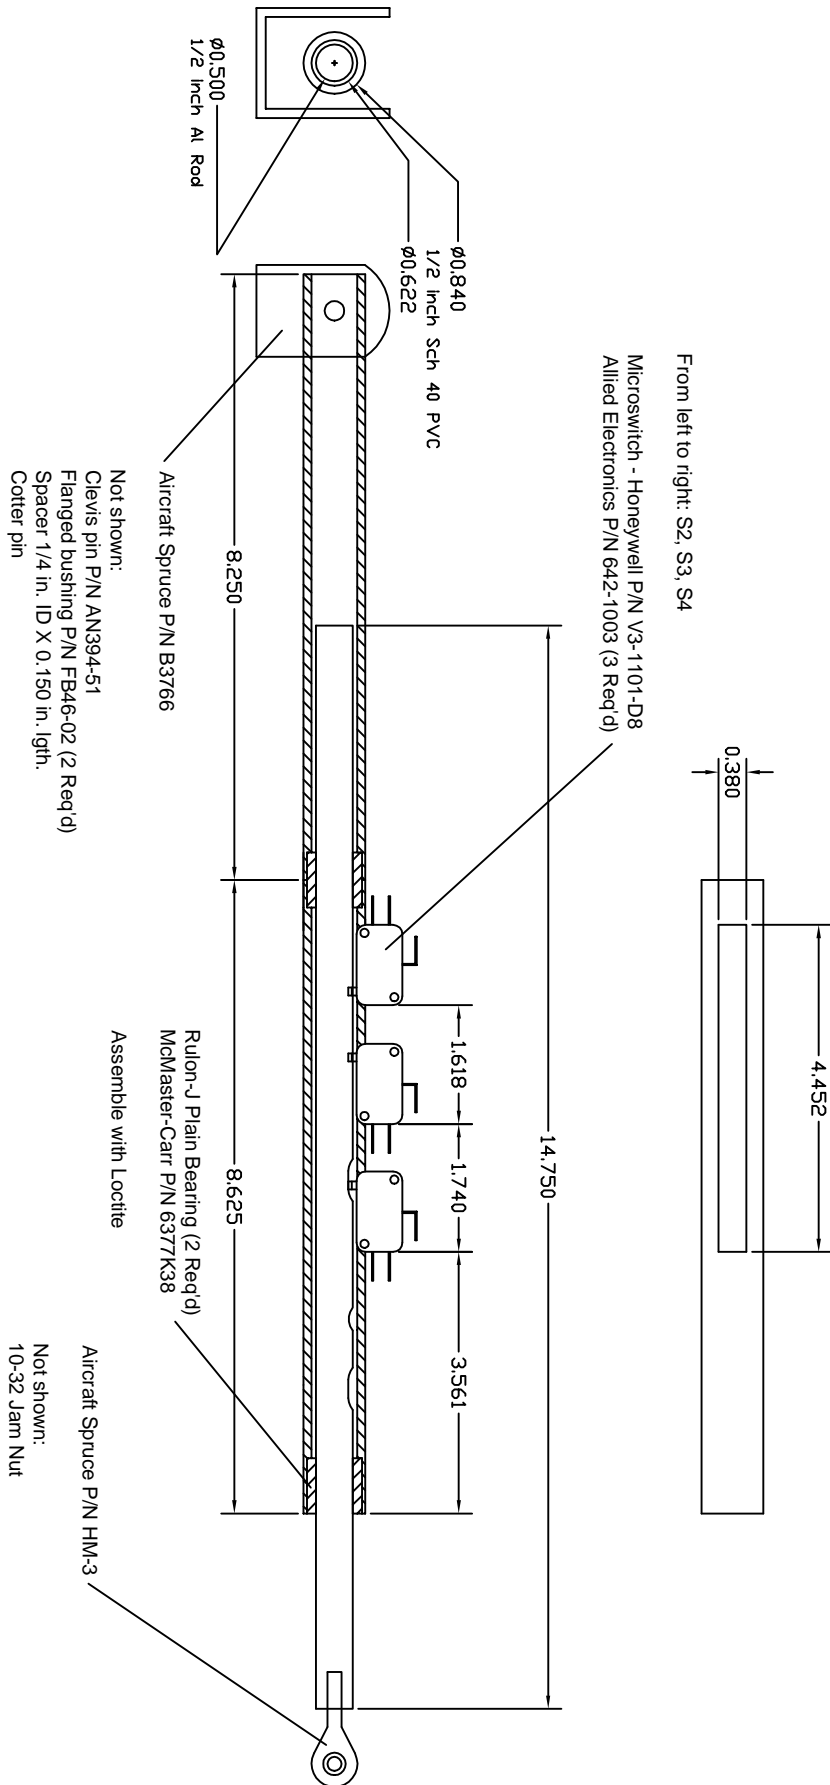 From left to right: S2, S3, S4
Microswitch - Honeywell P/N V3-1101-D8
Allied Electronics P/N 642-1003 (3 Req'd)
0.380
4.452
Ø0.840
1/2 inch Sch 40 PVC
Ø0.622
Ø0.500
1/2 inch Al Rod
14.750
1.618
1.740
3.561
8.250
8.625
Aircraft Spruce P/N B3766
Not shown:
Clevis pin P/N AN394-51
Flanged bushing P/N FB46-02 (2 Req'd)
Spacer 1/4 in. ID X 0.150 in. lgth.
Cotter pin
Rulon-J Plain Bearing (2 Req'd)
McMaster-Carr P/N 6377K38
Assemble with Loctite
Aircraft Spruce P/N HM-3
Not shown:
10-32 Jam Nut